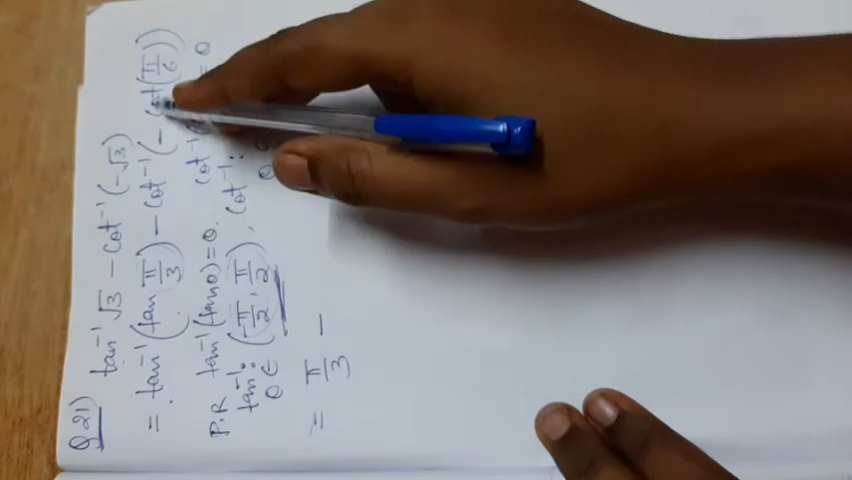 Q 21) tan⁻¹ √3 - cot⁻¹ (-√3)
= tan⁻¹ (tan π/3) - cot⁻¹ (- cot (π/6))
P.R tan⁻¹ (tan θ) = θ. cot⁻¹ = θ
tan⁻¹: (-π/2, π/2), cot⁻¹:
θ ∈ θ
= π/3 -